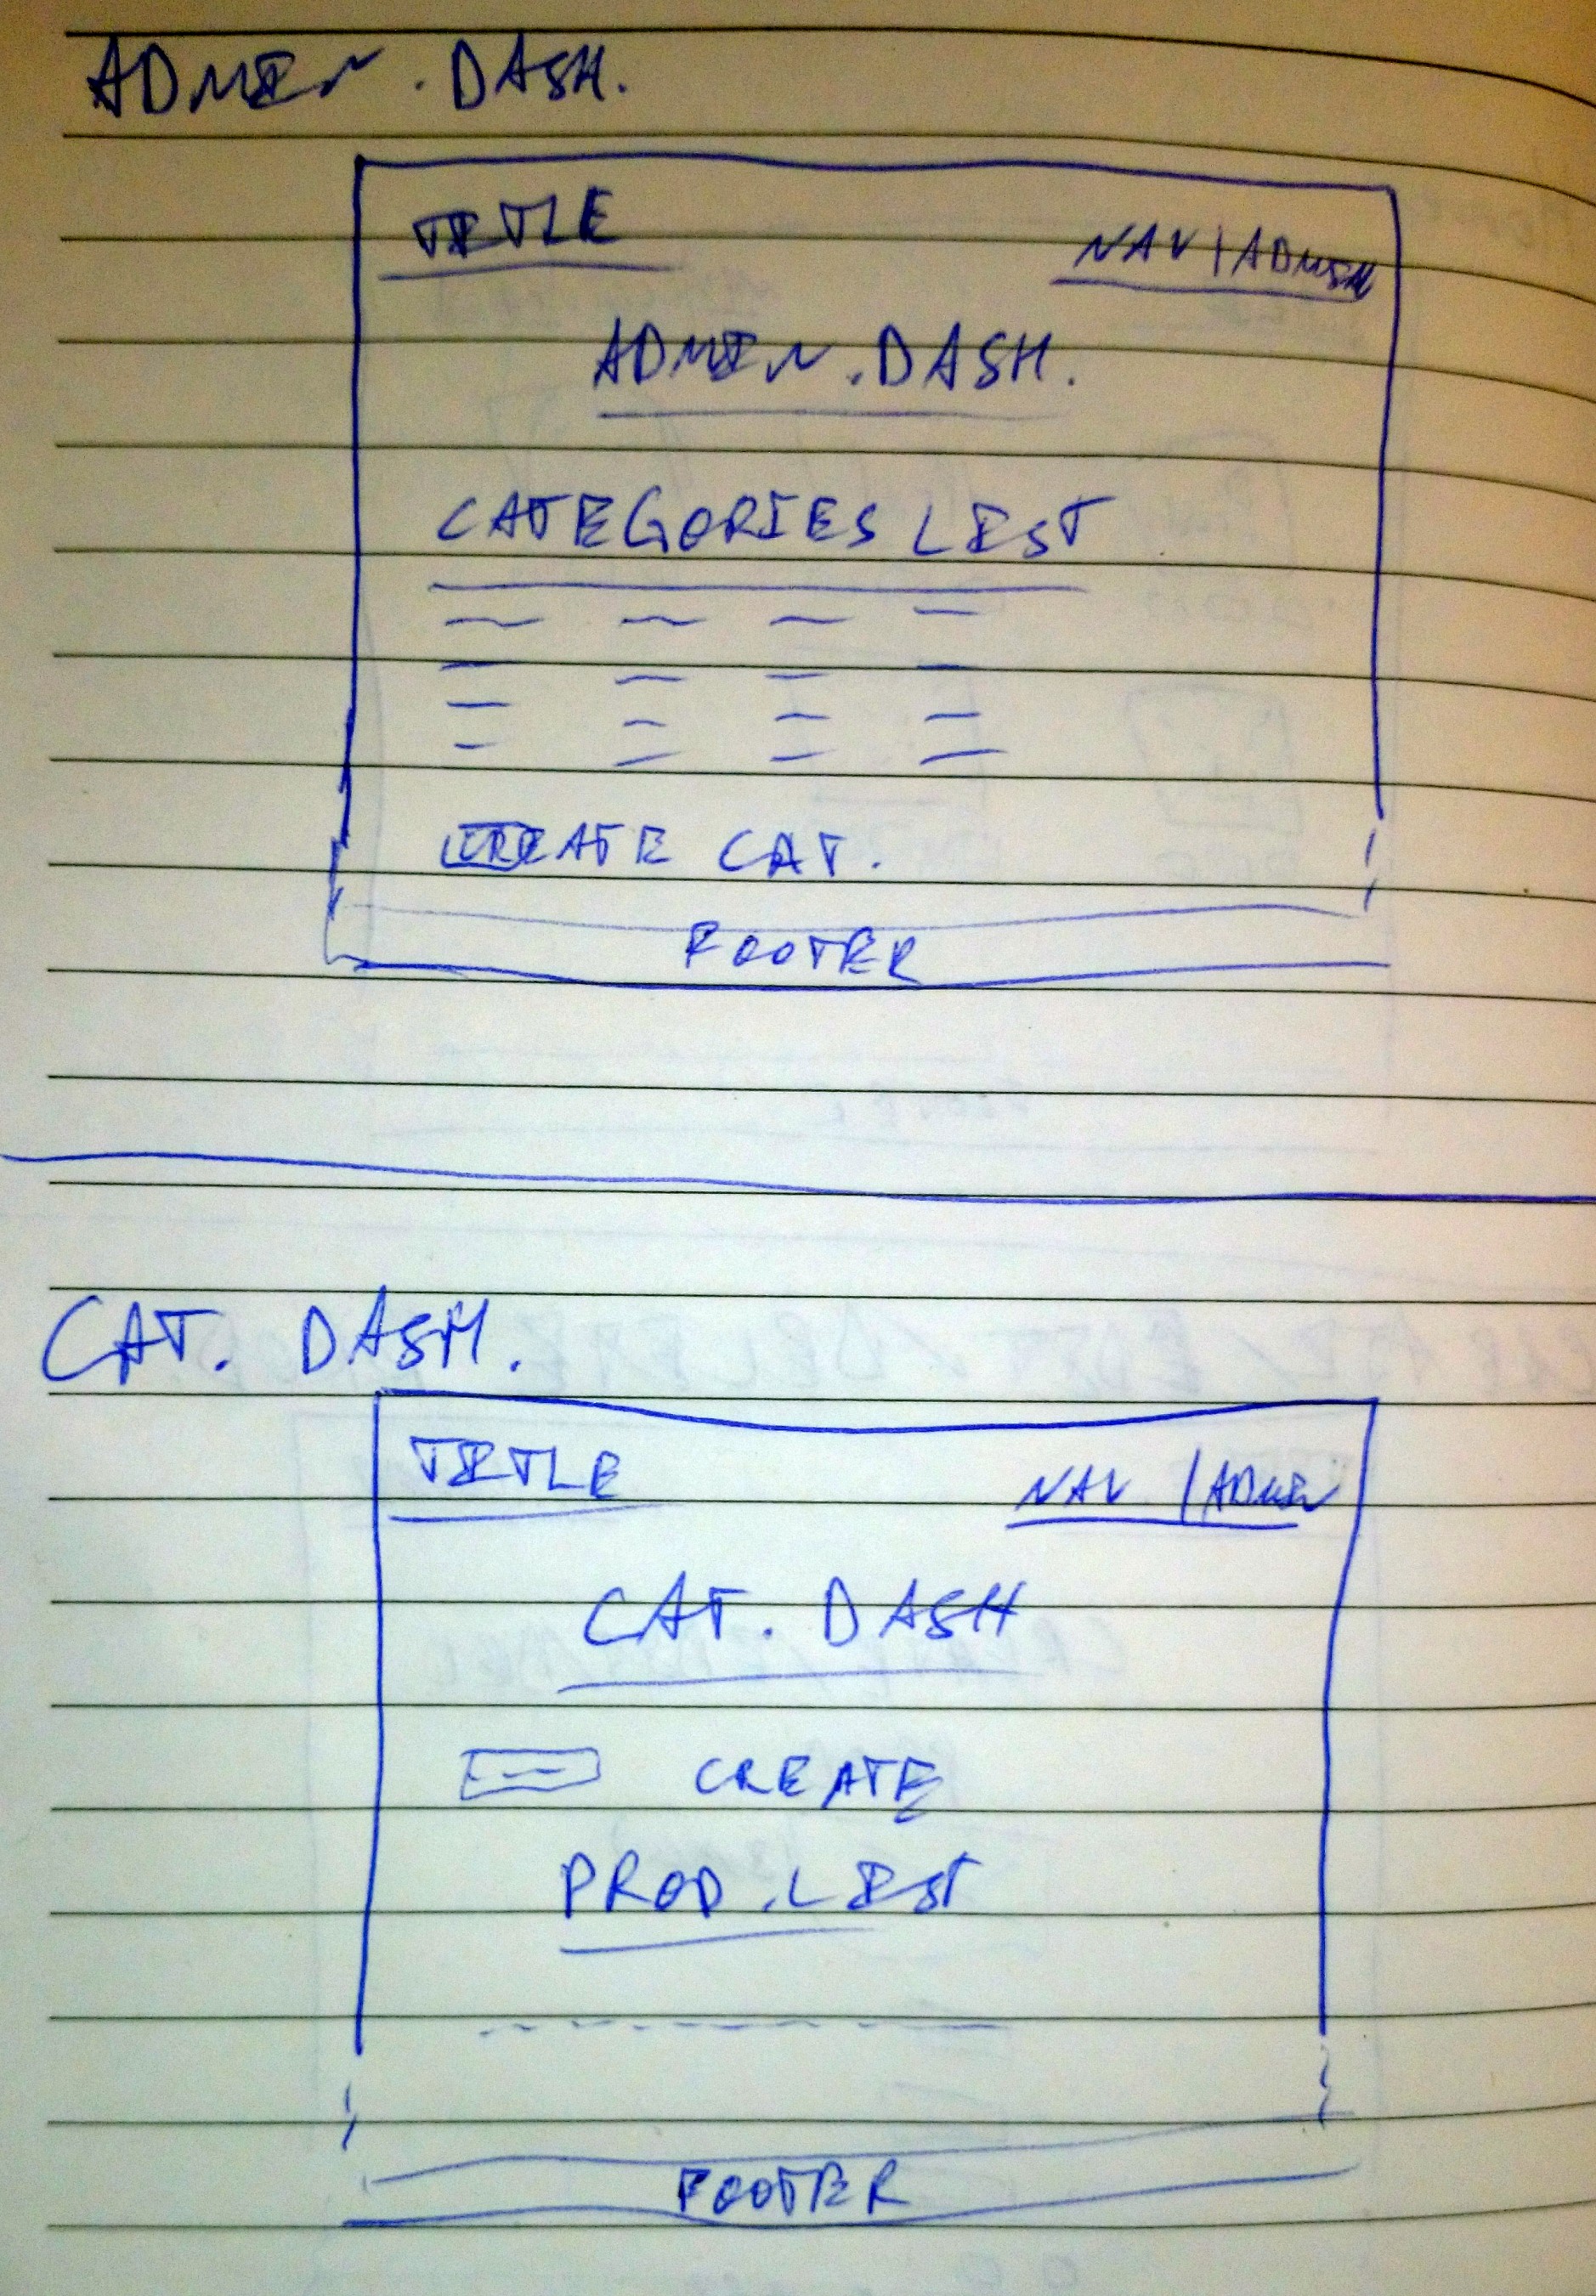 ADMIN. DASH.
TITLE
NAV | ADMIN
ADMIN. DASH.
CATEGORIES LIST
CREATE CAT.
FOOTER
CAT. DASH.
TITLE
NAV | ADMIN
CAT. DASH
CREATE
PROD. LIST
FOOTER